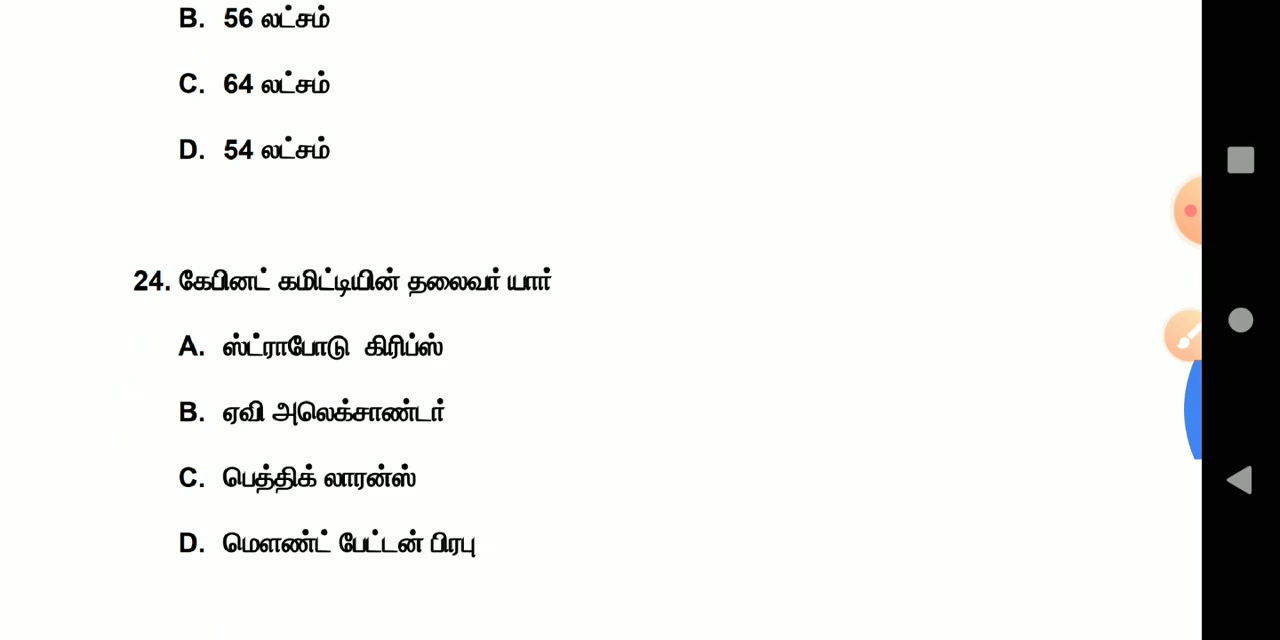 B. 56 லட்சம்
C. 64 லட்சம்
D. 54 லட்சம்
24. கேபினட் கமிட்டியின் தலைவர் யார்
A. ஸ்ட்ராபோடு கிரிப்ஸ்
B. ஏவி அலெக்சாண்டர்
C. பெத்திக் லாரன்ஸ்
D. மௌண்ட் பேட்டன் பிரபு